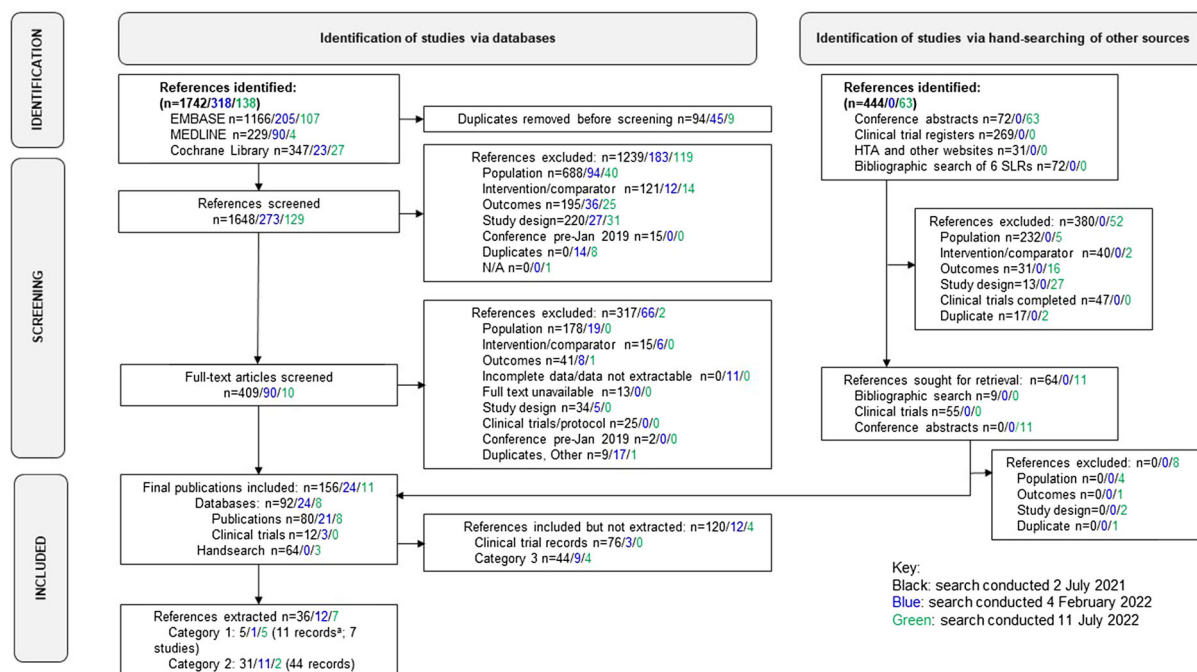 IDENTIFICATION
Identification of studies via databases
Identification of studies via hand-searching of other sources
References identified:
(n=1742/318/138)
EMBASE n=1166/205/107
MEDLINE n=229/90/4
Cochrane Library n=347/23/27
Duplicates removed before screening n=94/45/9
References identified:
(n=444/0/63)
Conference abstracts n=72/0/63
Clinical trial registers n=269/0/0
HTA and other websites n=31/0/0
Bibliographic search of 6 SLRs n=72/0/0
SCREENING
References screened
n=1648/273/129
References excluded: n=1239/183/119
Population n=688/94/40
Intervention/comparator n=121/12/14
Outcomes n=195/36/25
Study design=220/27/31
Conference pre-Jan 2019 n=15/0/0
Duplicates n=0/14/8
N/A n=0/0/1
References excluded: n=380/0/52
Population n=232/0/5
Intervention/comparator n=40/0/2
Outcomes n=31/0/16
Study design=13/0/27
Clinical trials completed n=47/0/0
Duplicate n=17/0/2
Full-text articles screened
n=409/90/10
References excluded: n=317/66/2
Population n=178/19/0
Intervention/comparator n=15/6/0
Outcomes n=41/8/1
Incomplete data/data not extractable n=0/11/0
Full text unavailable n=13/0/0
Study design n=34/5/0
Clinical trials/protocol n=25/0/0
Conference pre-Jan 2019 n=2/0/0
Duplicates, Other n=9/17/1
References sought for retrieval: n=64/0/11
Bibliographic search n=9/0/0
Clinical trials n=55/0/0
Conference abstracts n=0/0/11
References excluded: n=0/0/8
Population n=0/0/4
Outcomes n=0/0/1
Study design=0/0/2
Duplicate n=0/0/1
INCLUDED
Final publications included: n=156/24/11
Databases: n=92/24/8
Publications n=80/21/8
Clinical trials n=12/3/0
Handsearch n=64/0/3
References included but not extracted: n=120/12/4
Clinical trial records n=76/3/0
Category 3 n=44/9/4
References extracted n=36/12/7
Category 1: 5/1/5 (11 recordsª; 7
studies)
Category 2: 31/11/2 (44 records)
Key:
Black: search conducted 2 July 2021
Blue: search conducted 4 February 2022
Green: search conducted 11 July 2022